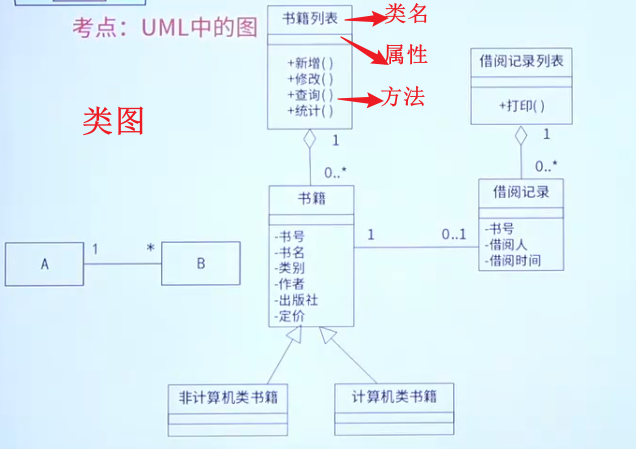 考点：UML中的图
书籍列表
类名
属性
+新增( )
+修改( )
+查询( )
+统计( )
方法
类图
借阅记录列表
+打印( )
1
0..*
1
0..*
书籍
-书号
-书名
-类别
-作者
-出版社
-定价
1
0..1
借阅记录
-书号
-借阅人
-借阅时间
A
1
*
B
非计算机类书籍
计算机类书籍